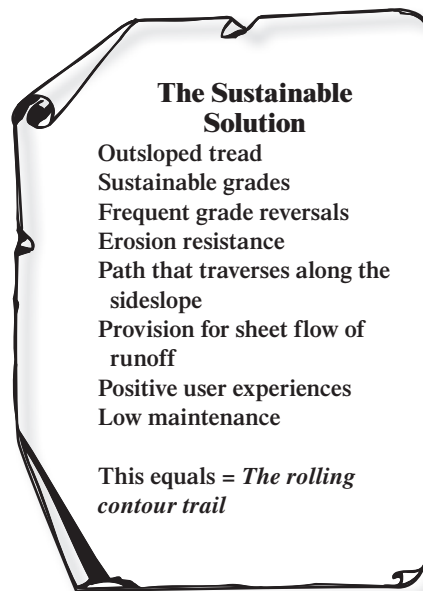 The Sustainable
Solution
Outsloped tread
Sustainable grades
Frequent grade reversals
Erosion resistance
Path that traverses along the
sideslope
Provision for sheet flow of
runoff
Positive user experiences
Low maintenance
This equals = The rolling
contour trail